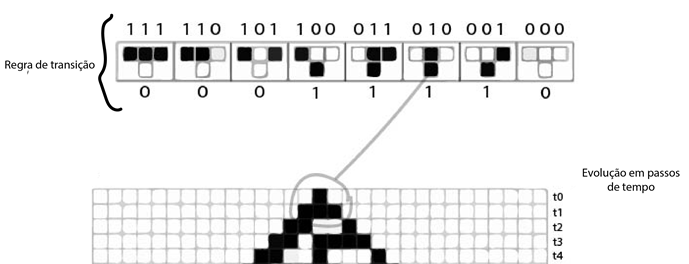 111 110 101 100 011 010 001 000
Regra de transição
0 0 0 1 1 1 1 0
Evolução em passos
de tempo
t0
t1
t2
t3
t4